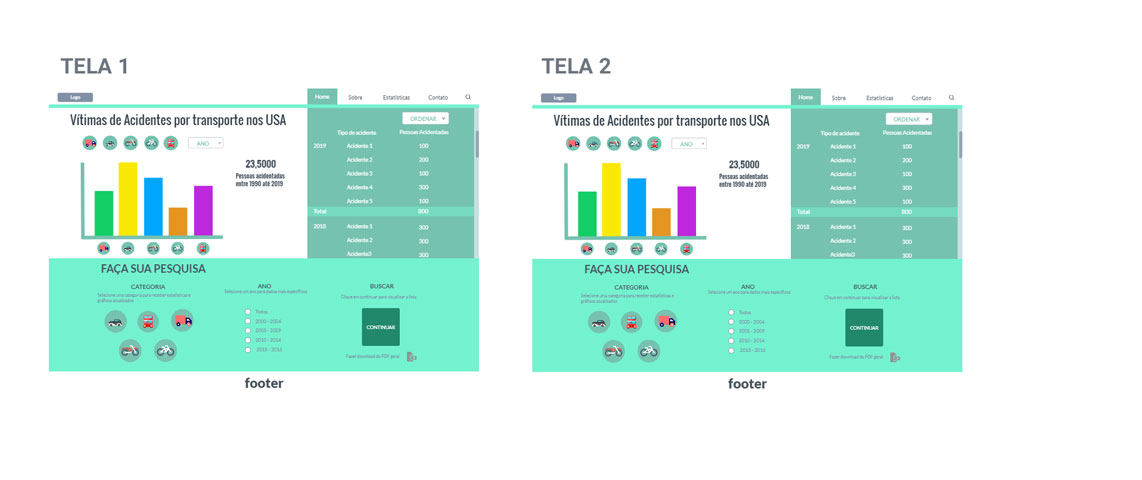 TELA 1
Logo
Home Sobre Estatísticas Contato
Vítimas de Acidentes por transporte nos USA
ANO
23,5000
Pessoas acidentadas
entre 1990 até 2019
ORDENAR
Tipo de acidente Pessoas Acidentadas
2019 Acidente 1 100
Acidente 2 200
Acidente 3 100
Acidente 4 300
Acidente 5 100
Total 800
2018 Acidente 1 300
Acidente 2 300
Acidente3 300
FAÇA SUA PESQUISA
CATEGORIA
Selecione uma categoria para receber estatísticas e
gráficos atualizados
ANO
Selecione um ano para dados mais específicos
Todos
2000 - 2004
2005 - 2009
2010 - 2014
2015 - 2016
BUSCAR
Clique em continuar para visualizar a lista
CONTINUAR
Fazer download do PDF geral
footer
TELA 2
Logo
Home Sobre Estatísticas Contato
Vítimas de Acidentes por transporte nos USA
ANO
23,5000
Pessoas acidentadas
entre 1990 até 2019
ORDENAR
Tipo de acidente Pessoas Acidentadas
2019 Acidente 1 100
Acidente 2 200
Acidente 3 100
Acidente 4 300
Acidente 5 100
Total 800
2018 Acidente 1 300
Acidente 2 300
Acidente3 300
FAÇA SUA PESQUISA
CATEGORIA
Selecione uma categoria para receber estatísticas e
gráficos atualizados
ANO
Selecione um ano para dados mais específicos
Todos
2000 - 2004
2005 - 2009
2010 - 2014
2015 - 2016
BUSCAR
Clique em continuar para visualizar a lista
CONTINUAR
Fazer download do PDF geral
footer